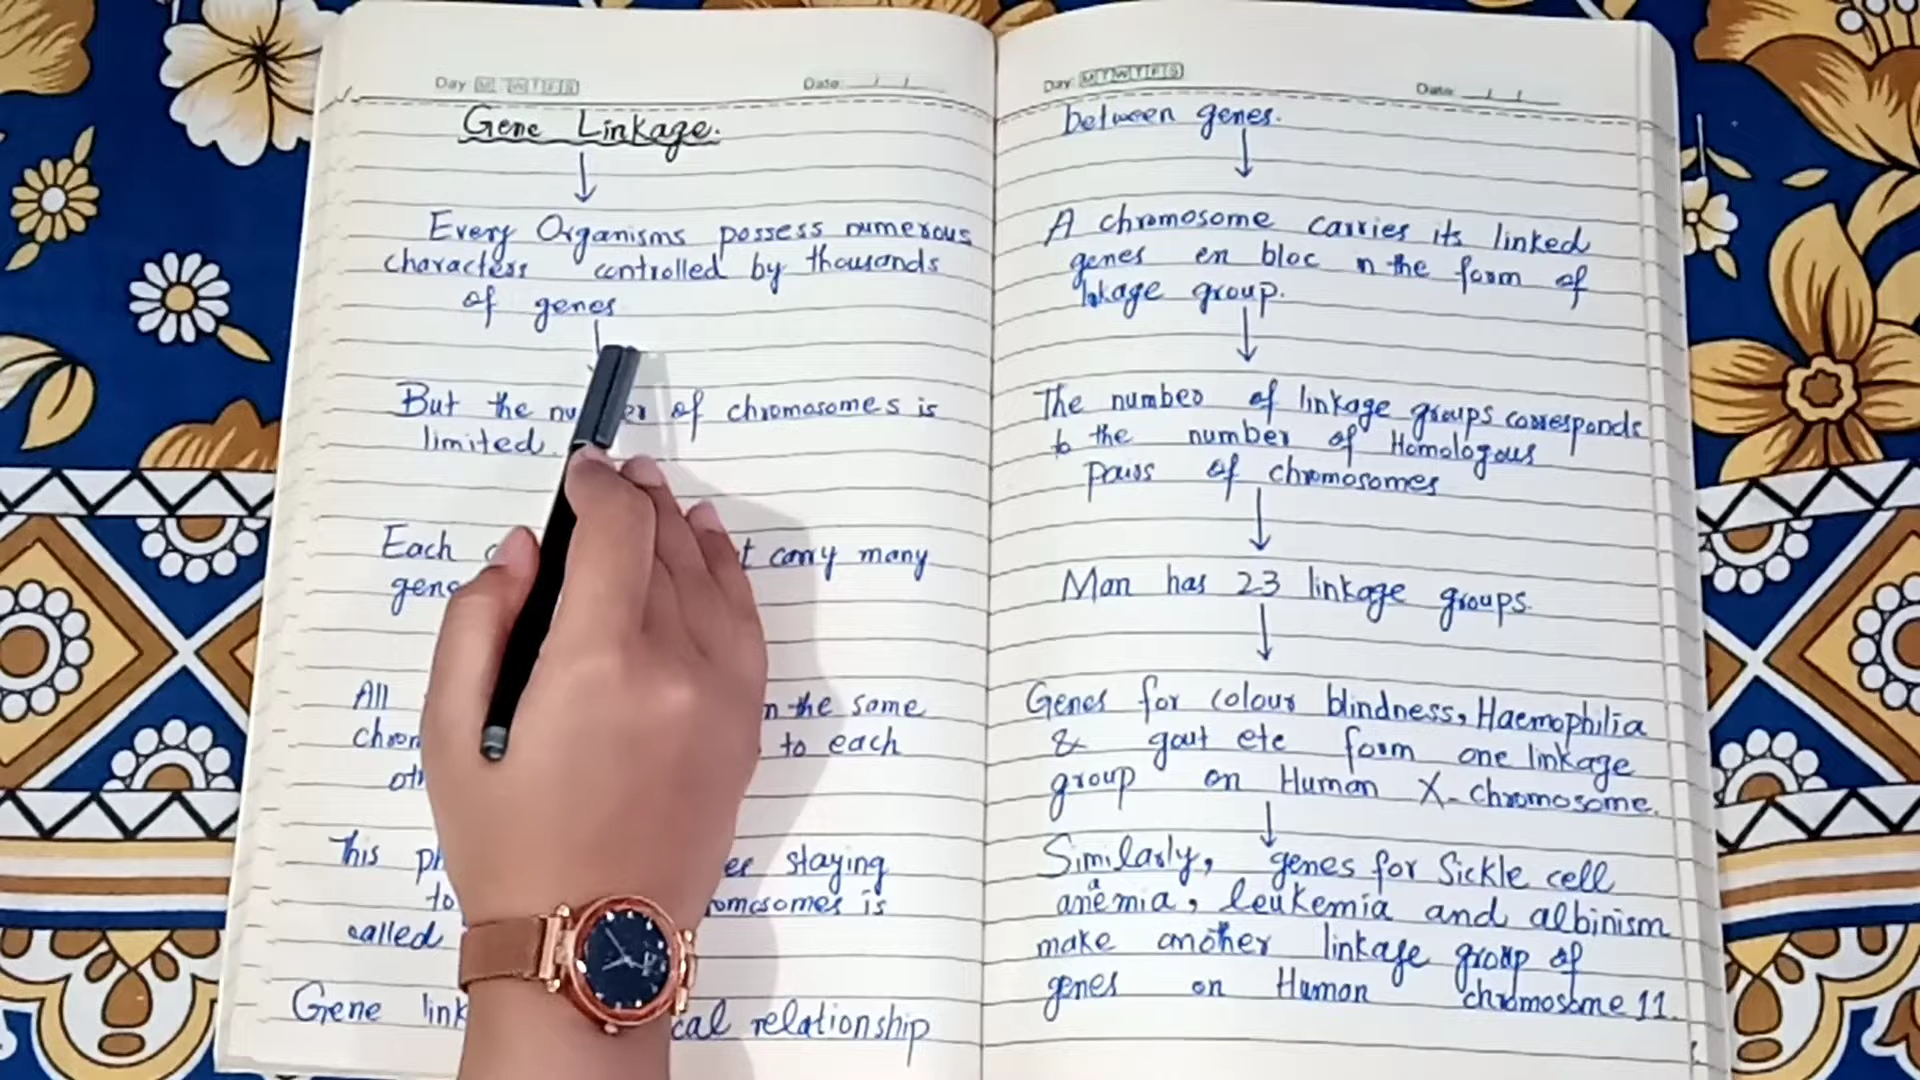 Day M T W T F S
Date / /
Gene Linkage.
Every Organisms possess numerous
characters controlled by thousands
of genes
But the of chromosomes is
limited.
Each carry many
All the same
to each
This staying
is
called
Gene relationship
Day M T W T F S
Date / /
between genes.
A chromosome carries its linked
genes en bloc n the form of
lnkage group.
The number of linkage groups corresponds
to the number of Homologous
pairs of chromosomes
Man has 23 linkage groups.
Genes for colour blindness, Haemophilia
& gout etc form one linkage
group on Human X-chromosome.
Similarly, genes for Sickle cell
anemia, leukemia and albinism
make another linkage group of
genes on Human chromosome 11.